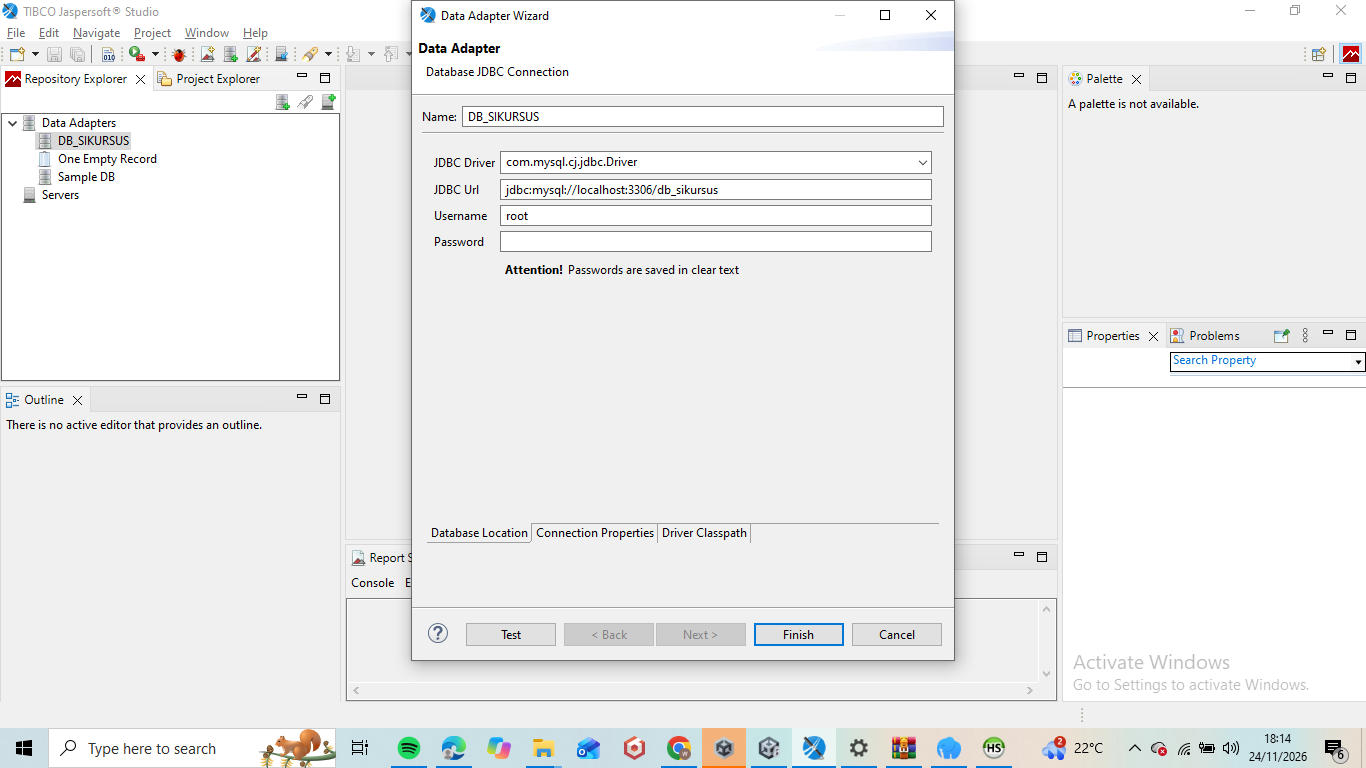 TIBCO Jaspersoft® Studio
File Edit Navigate Project Window Help
Repository Explorer
Project Explorer
Data Adapters
DB_SIKURSUS
One Empty Record
Sample DB
Servers
Outline
There is no active editor that provides an outline.
Data Adapter Wizard
Data Adapter
Database JDBC Connection
Name: DB_SIKURSUS
JDBC Driver com.mysql.cj.jdbc.Driver
JDBC Url jdbc:mysql://localhost:3306/db_sikursus
Username root
Password
Attention! Passwords are saved in clear text
Database Location Connection Properties Driver Classpath
? Test < Back Next > Finish Cancel
Report S
Console E
Palette
A palette is not available.
Properties Problems
Search Property
Activate Windows
Go to Settings to activate Windows.
Type here to search
HS
2
22°C
18:14
24/11/2026
6